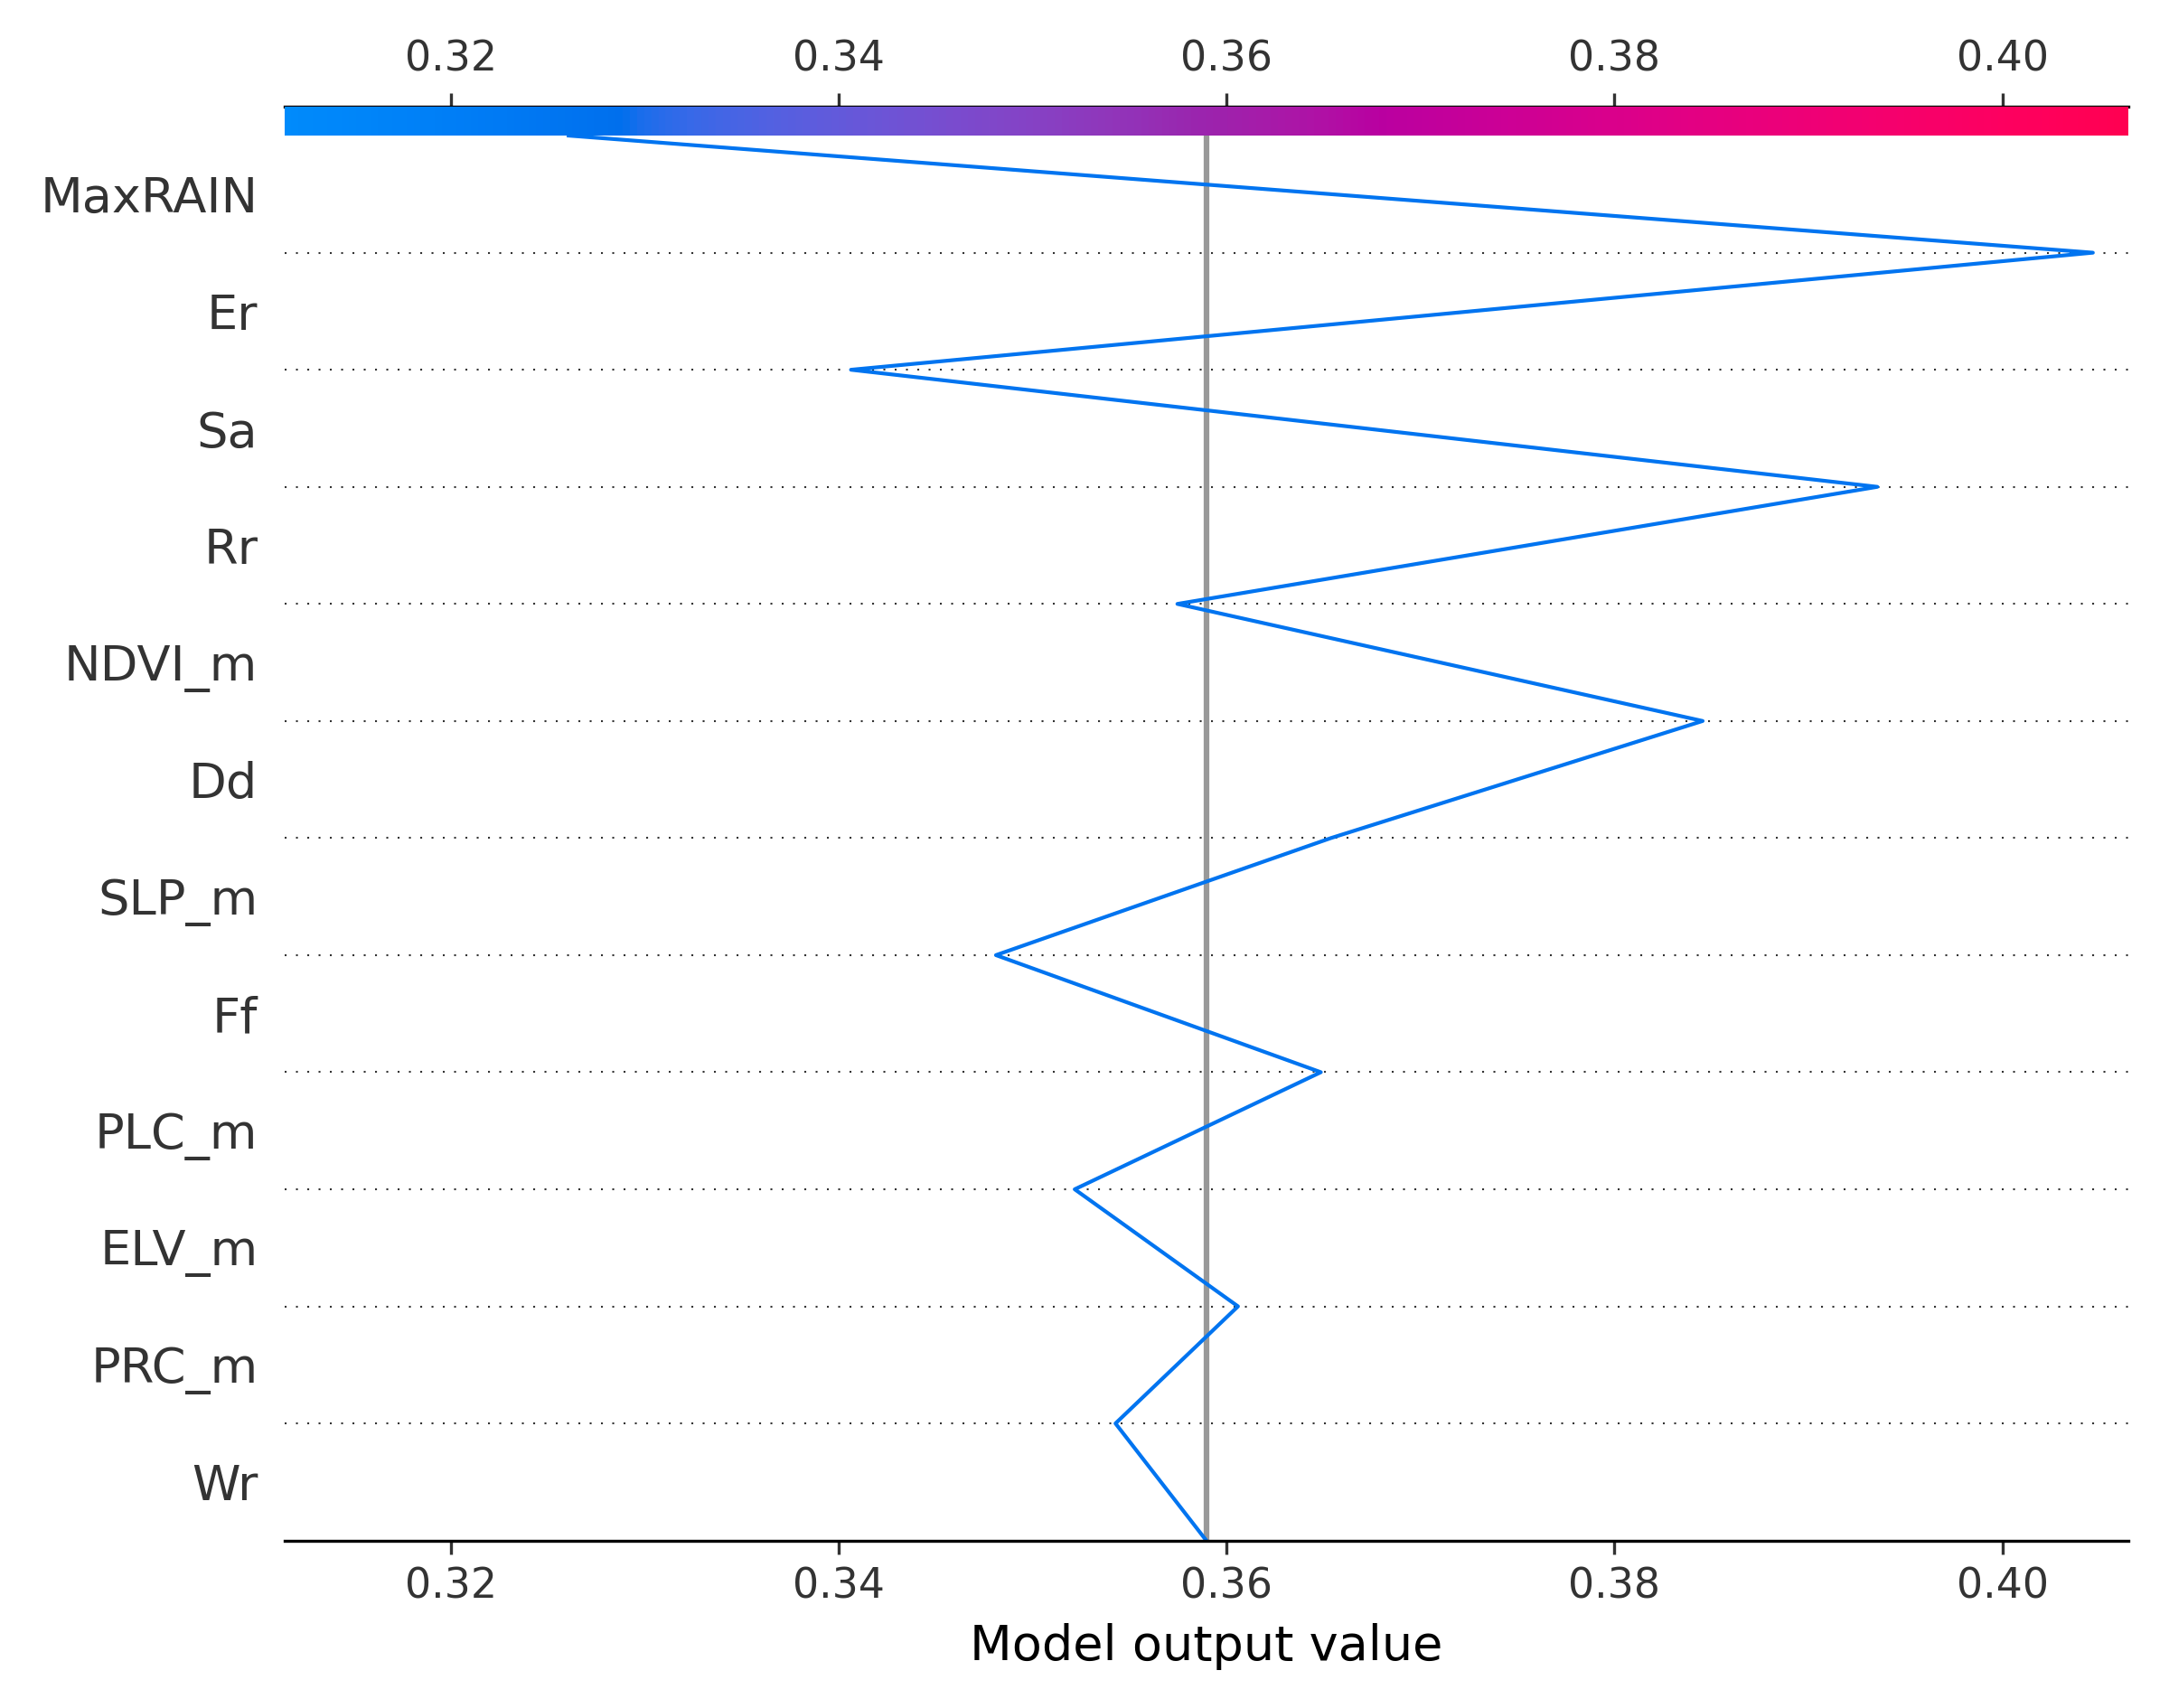 0.32 0.34 0.36 0.38 0.40
MaxRAIN
Er
Sa
Rr
NDVI_m
Dd
SLP_m
Ff
PLC_m
ELV_m
PRC_m
Wr
0.32 0.34 0.36 0.38 0.40
Model output value